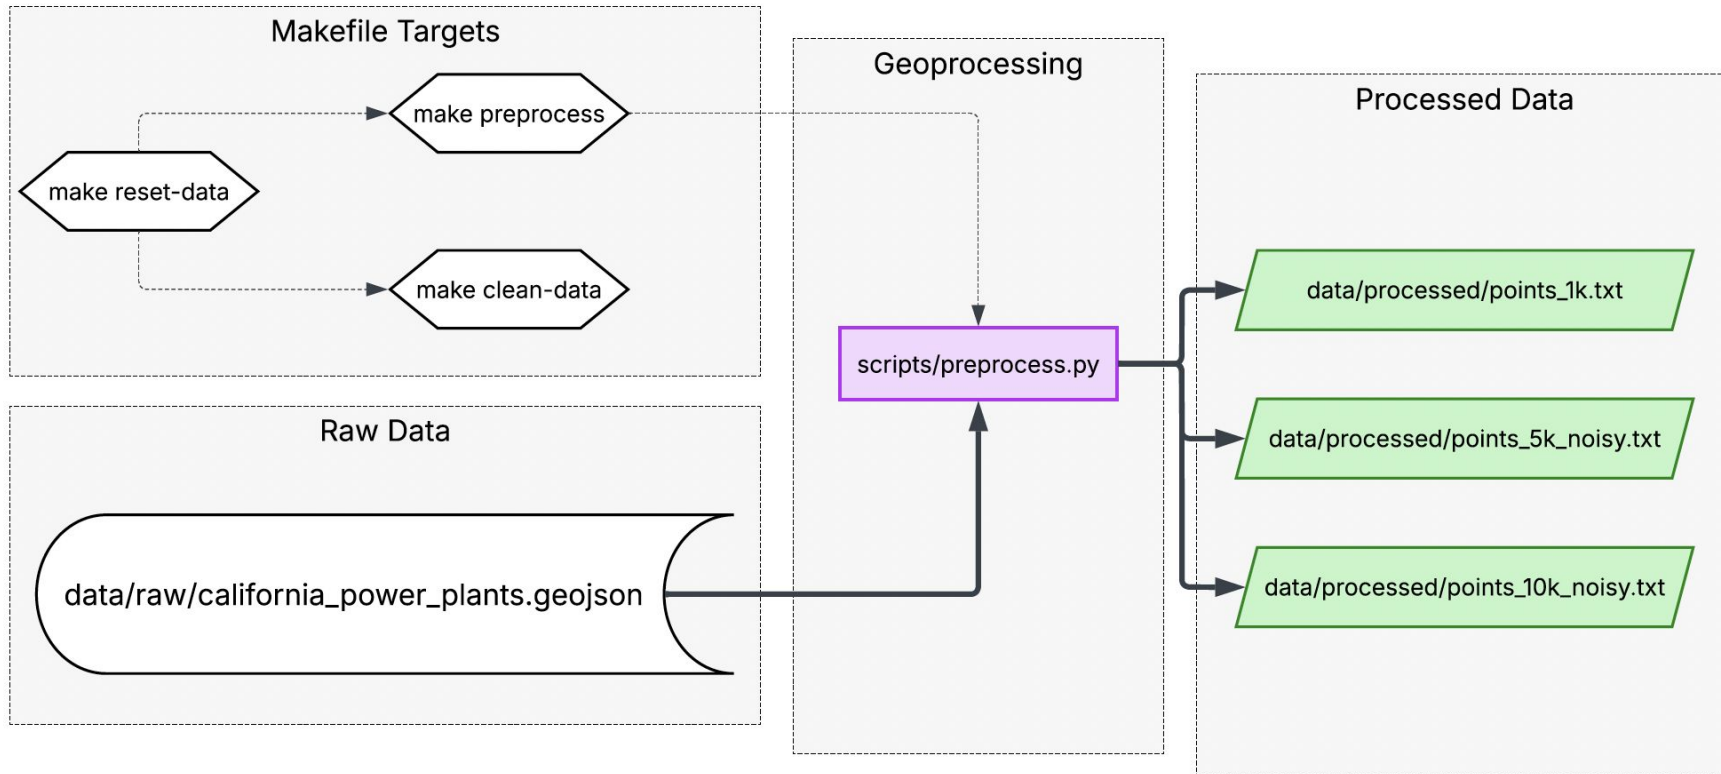 Makefile Targets
make preprocess
make reset-data
make clean-data
Raw Data
data/raw/california_power_plants.geojson
Geoprocessing
scripts/preprocess.py
Processed Data
data/processed/points_1k.txt
data/processed/points_5k_noisy.txt
data/processed/points_10k_noisy.txt